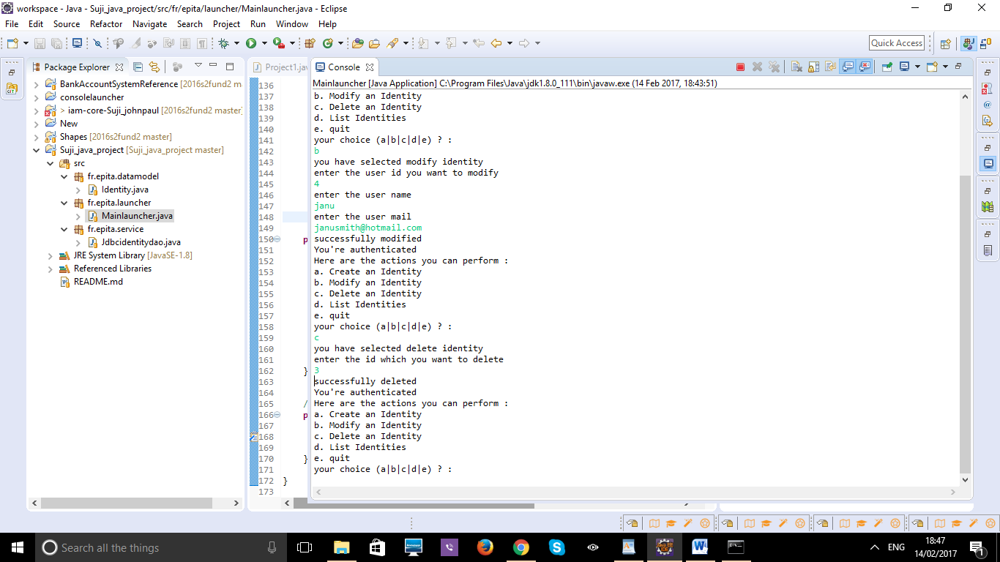 workspace - Java - Suji_java_project/src/fr/epita/launcher/Mainlauncher.java - Eclipse
File Edit Source Refactor Navigate Search Project Run Window Help
Quick Access
Package Explorer
BankAccountSystemReference [2016s2fund2 m
consolelauncher
> iam-core-Suji_johnpaul [2016s2fund2 master]
New
Shapes [2016s2fund2 master]
Suji_java_project [Suji_java_project master]
src
fr.epita.datamodel
Identity.java
fr.epita.launcher
Mainlauncher.java
fr.epita.service
Jdbcidentitydao.java
JRE System Library [JavaSE-1.8]
Referenced Libraries
README.md
Project1.jav
136
137
138
139
140
141
142
143
144
145
146
147
148
149
150 p
151
152
153
154
155
156
157
158
159
160
161
162 }
163
164
165 /
166 p
167
168
169
170 }
171
172 }
173
Console
Mainlauncher [Java Application] C:\Program Files\Java\jdk1.8.0_111\bin\javaw.exe (14 Feb 2017, 18:43:51)
b. Modify an Identity
c. Delete an Identity
d. List Identities
e. quit
your choice (a|b|c|d|e) ? :
b
you have selected modify identity
enter the user id you want to modify
4
enter the user name
janu
enter the user mail
janusmith@hotmail.com
successfully modified
You're authenticated
Here are the actions you can perform :
a. Create an Identity
b. Modify an Identity
c. Delete an Identity
d. List Identities
e. quit
your choice (a|b|c|d|e) ? :
c
you have selected delete identity
enter the id which you want to delete
3
successfully deleted
You're authenticated
Here are the actions you can perform :
a. Create an Identity
b. Modify an Identity
c. Delete an Identity
d. List Identities
e. quit
your choice (a|b|c|d|e) ? :
Search all the things
ENG
18:47
14/02/2017
1